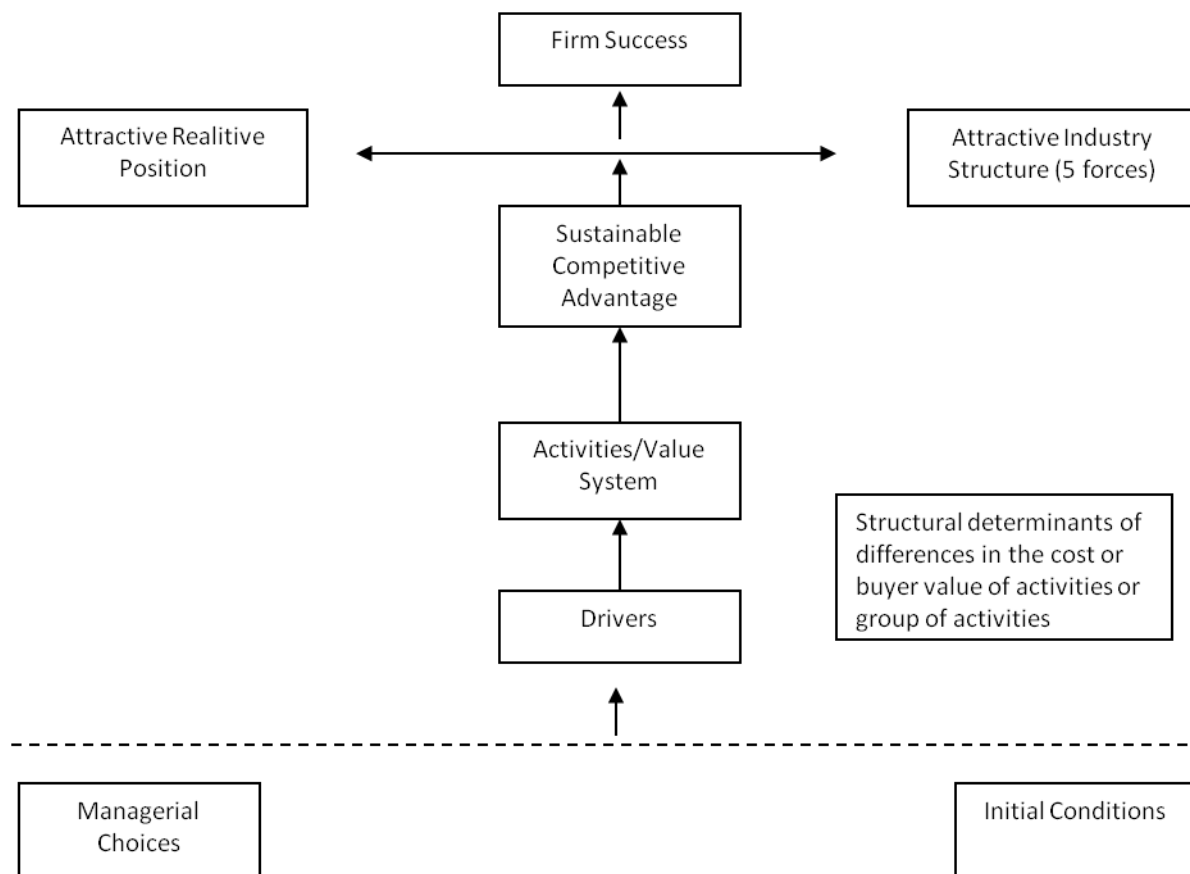 Firm Success
Attractive Realitive
Position
Attractive Industry
Structure (5 forces)
Sustainable
Competitive
Advantage
Activities/Value
System
Structural determinants of
differences in the cost or
buyer value of activities or
group of activities
Drivers
Managerial
Choices
Initial Conditions